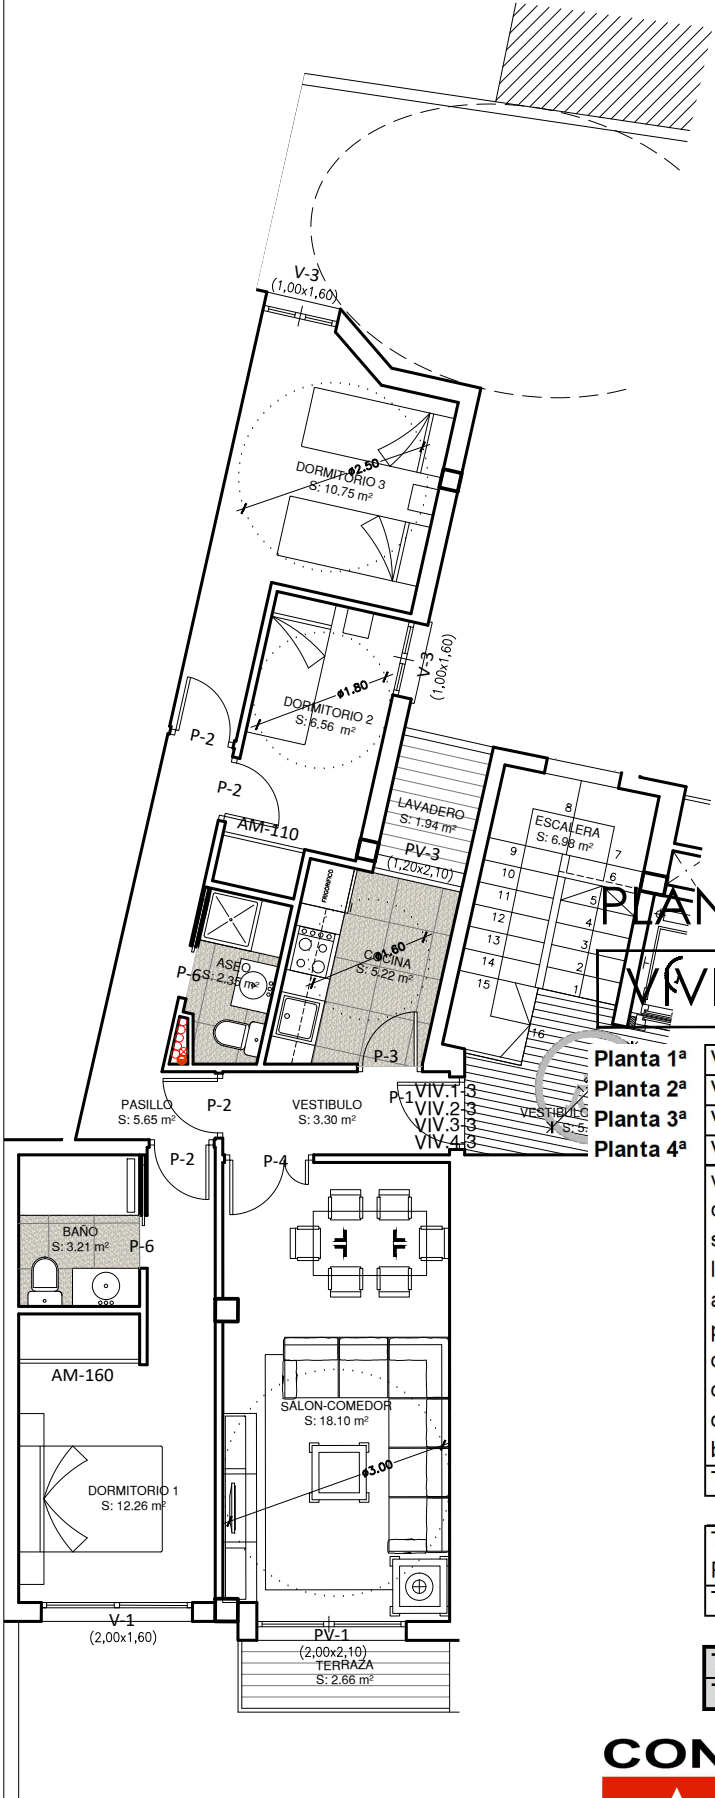 V-3
(1,00x1,60)
ø2.50
DORMITORIO 3
S: 10.75 m²
V-3
(1,00x1,60)
ø1.80
DORMITORIO 2
S: 6.56 m²
P-2
P-2
AM-110
LAVADERO
S: 1.94 m²
PV-3
(1,20x2,10)
8
ESCALERA
S: 6.98 m²
9
7
10
6
11
5
12
4
13
3
14
2
15
1
16
FRIGORIFICO
PLAN
VIVI
ø1.60
COCINA
S: 5.22 m²
ASEO
P-6
S: 2.35 m²
P-3
Planta 1ª
Planta 2ª
Planta 3ª
Planta 4ª
P-1
VIV.1-3
VIV.2-3
VIV.3-3
VIV.4-3
VESTIBULO
S: 5.
PASILLO
S: 5.65 m²
P-2
VESTIBULO
S: 3.30 m²
P-2
P-4
BAÑO
S: 3.21 m²
P-6
AM-160
SALON-COMEDOR
S: 18.10 m²
ø3.00
DORMITORIO 1
S: 12.26 m²
V-1
(2,00x1,60)
PV-1
(2,00x2,10)
TERRAZA
S: 2.66 m²
CON